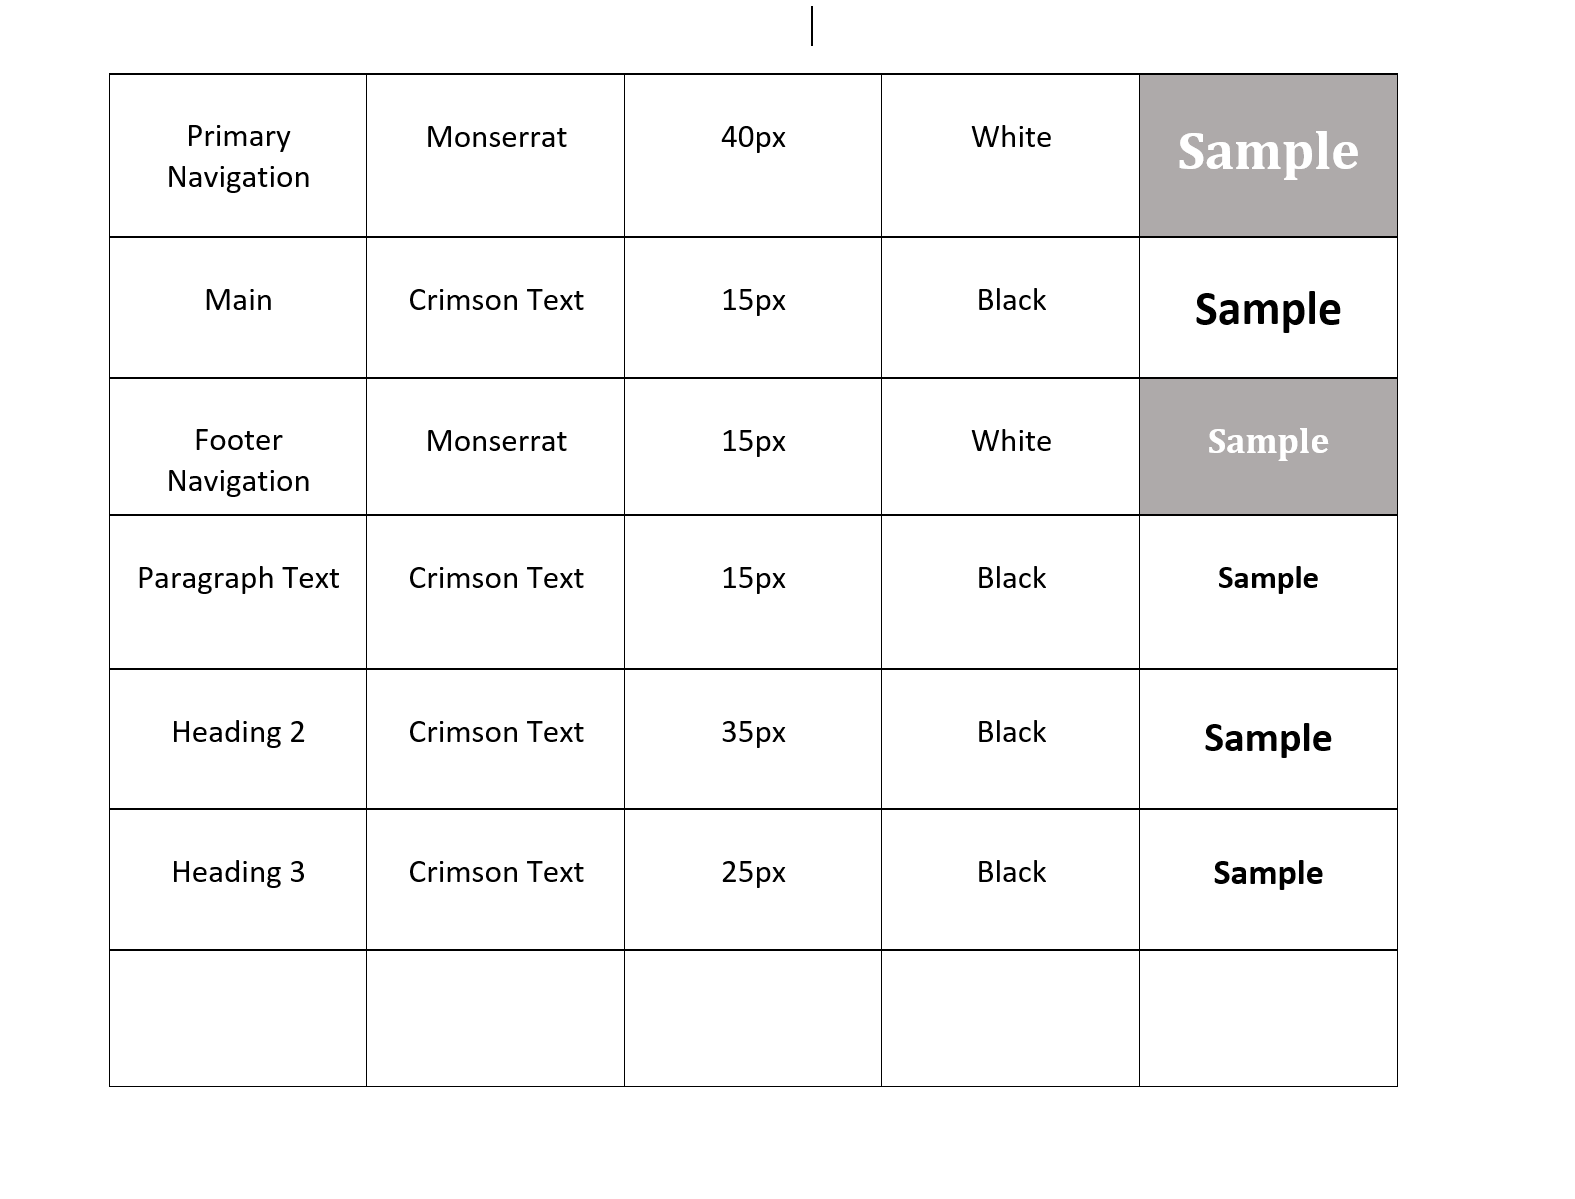 Primary
Navigation
Monserrat
40px
White
Sample
Main
Crimson Text
15px
Black
Sample
Footer
Navigation
Monserrat
15px
White
Sample
Paragraph Text
Crimson Text
15px
Black
Sample
Heading 2
Crimson Text
35px
Black
Sample
Heading 3
Crimson Text
25px
Black
Sample